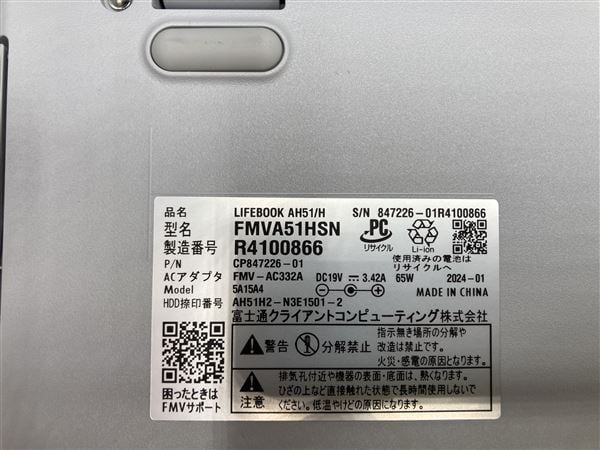 品名 LIFEBOOK AH51/H S/N 847226-01R4100866
型名 FMVA51HSN
製造番号 R4100866
PC リサイクル
Li-ion
使用済みの電池は
リサイクルへ
P/N CP847226-01
ACアダプタ FMV-AC332A DC19V 3.42A 65W 2024-01
Model 5A15A4 MADE IN CHINA
HDD捺印番号 AH51H2-N3E1501-2
富士通クライアントコンピューティング株式会社
警告 分解禁止
指示無き場所の分解や
改造は禁止です。
火災・感電の原因となります。
注意
排気孔付近や機器の表面・底面は、熱くなります。
ひざの上など直接触れた状態で長時間使用しないで
ください。低温やけどの原因になります。
困ったときは
FMVサポート